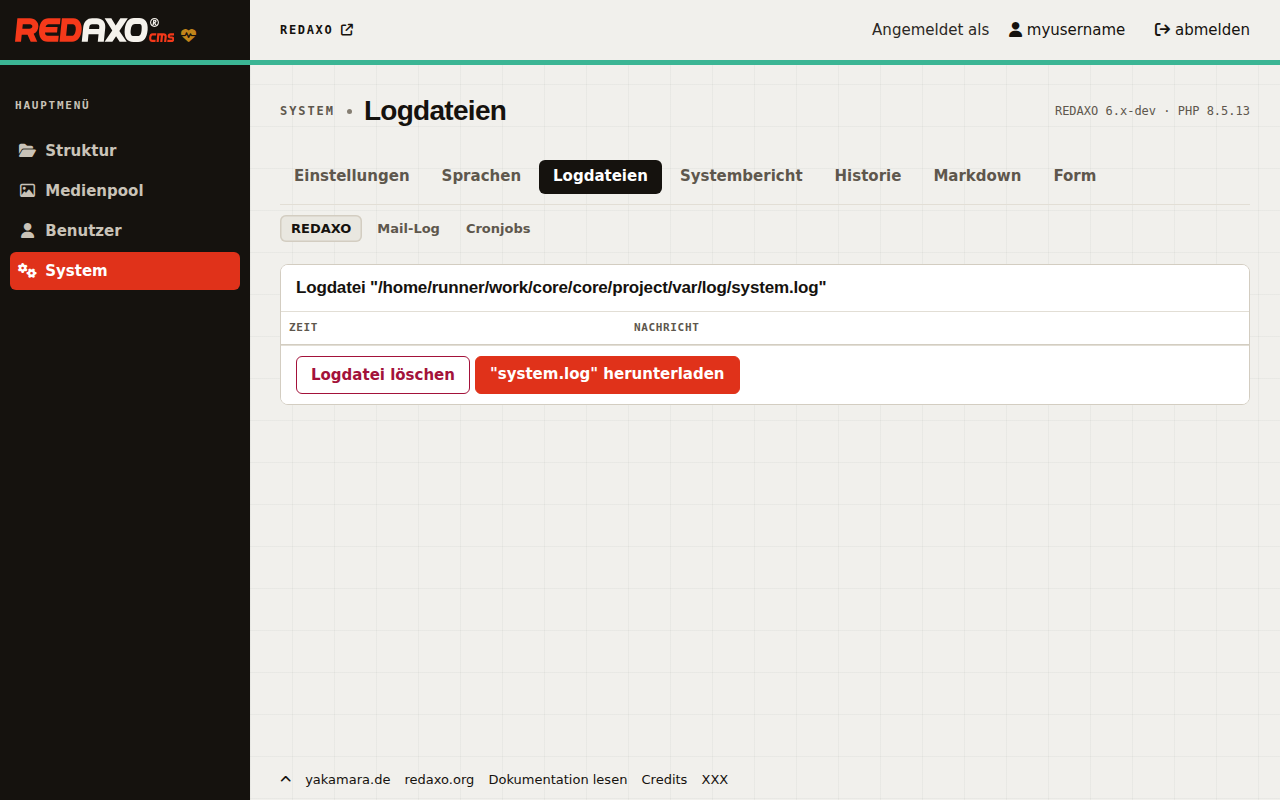 REDAXO® cms
REDAXO
Angemeldet als myusername abmelden
HAUPTMENÜ
Struktur
Medienpool
Benutzer
System
SYSTEM • Logdateien
REDAXO 6.x-dev · PHP 8.5.13
Einstellungen Sprachen Logdateien Systembericht Historie Markdown Form
REDAXO Mail-Log Cronjobs
Logdatei "/home/runner/work/core/core/project/var/log/system.log"
ZEIT NACHRICHT
Logdatei löschen "system.log" herunterladen
yakamara.de redaxo.org Dokumentation lesen Credits XXX